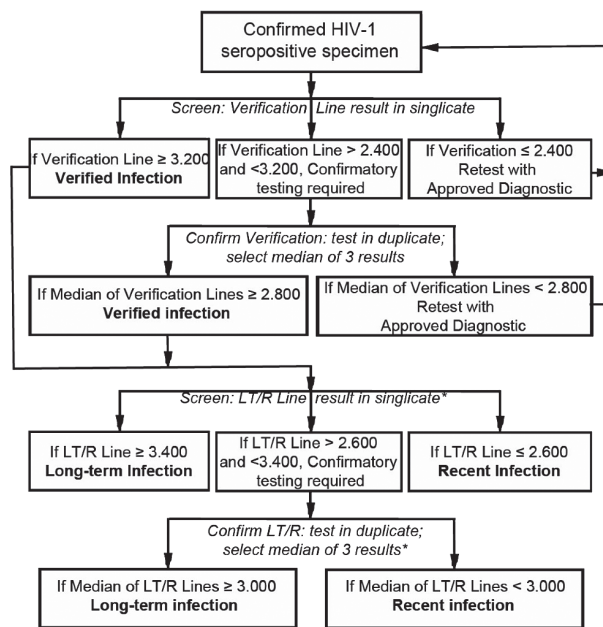 Confirmed HIV-1
seropositive specimen
Screen: Verification Line result in singlicate
If Verification Line ≥ 3.200
Verified Infection
If Verification Line > 2.400
and <3.200, Confirmatory
testing required
If Verification ≤ 2.400
Retest with
Approved Diagnostic
Confirm Verification: test in duplicate;
select median of 3 results
If Median of Verification Lines ≥ 2.800
Verified infection
If Median of Verification Lines < 2.800
Retest with
Approved Diagnostic
Screen: LT/R Line result in singlicate*
If LT/R Line ≥ 3.400
Long-term Infection
If LT/R Line > 2.600
and <3.400, Confirmatory
testing required
If LT/R Line ≤ 2.600
Recent Infection
Confirm LT/R: test in duplicate;
select median of 3 results*
If Median of LT/R Lines ≥ 3.000
Long-term infection
If Median of LT/R Lines < 3.000
Recent infection